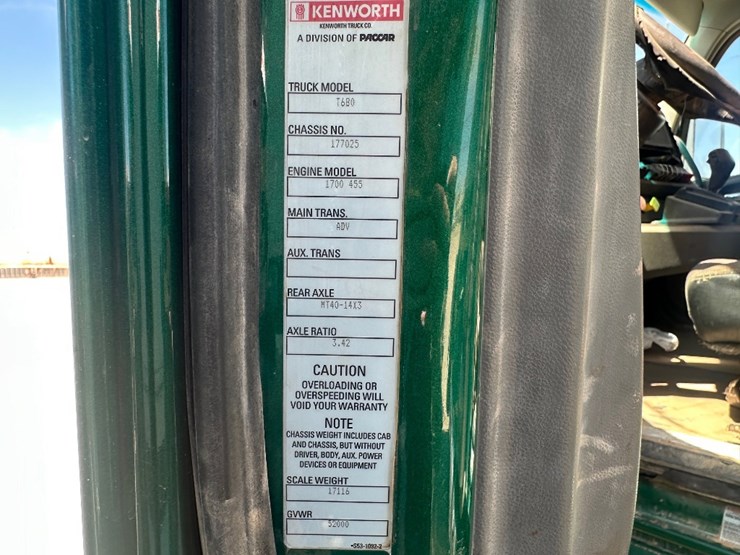 KENWORTH
KENWORTH TRUCK CO.
A DIVISION OF PACCAR
TRUCK MODEL
T680
CHASSIS NO.
177025
ENGINE MODEL
1700 455
MAIN TRANS.
ADV
AUX. TRANS
REAR AXLE
MT40-14X3
AXLE RATIO
3.42
CAUTION
OVERLOADING OR
OVERSPEEDING WILL
VOID YOUR WARRANTY
NOTE
CHASSIS WEIGHT INCLUDES CAB
AND CHASSIS, BUT WITHOUT
DRIVER, BODY, AUX. POWER
DEVICES OR EQUIPMENT
SCALE WEIGHT
17116
GVWR
52000
-S53-1092-2